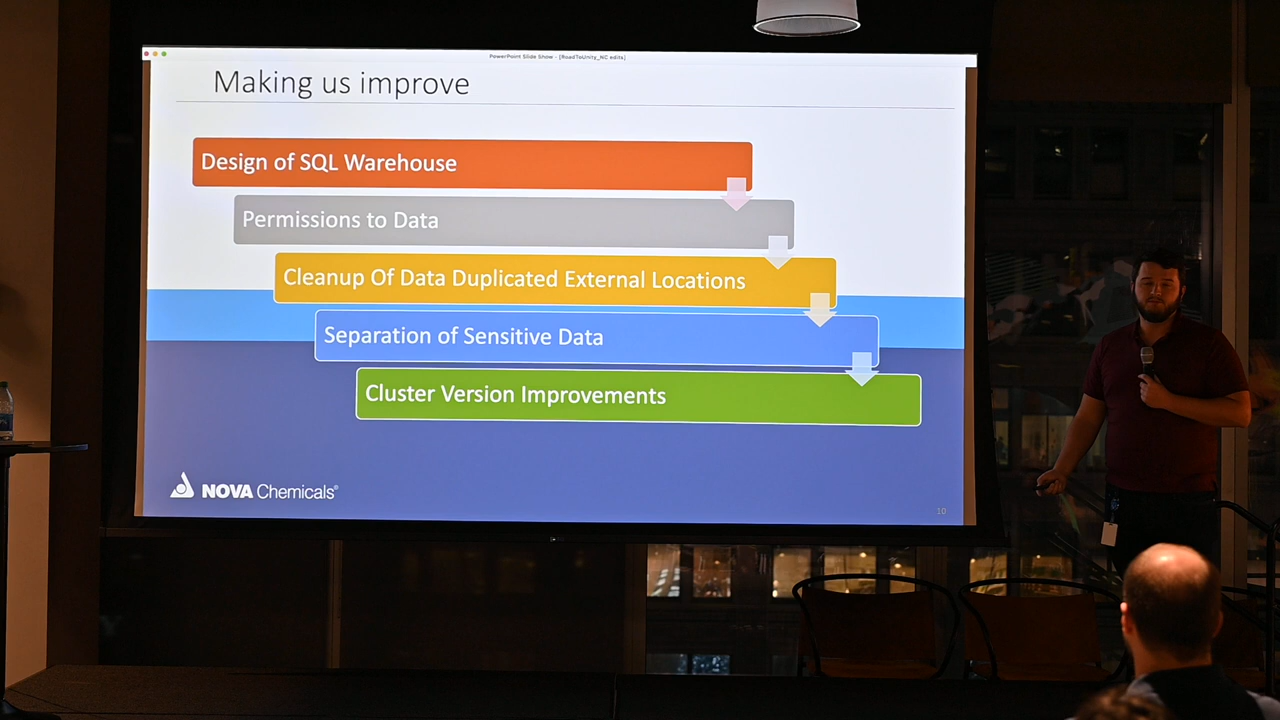 PowerPoint Slide Show - [RoadToUnity_NC edits]
Making us improve
Design of SQL Warehouse
Permissions to Data
Cleanup Of Data Duplicated External Locations
Separation of Sensitive Data
Cluster Version Improvements
NOVA Chemicals®
10